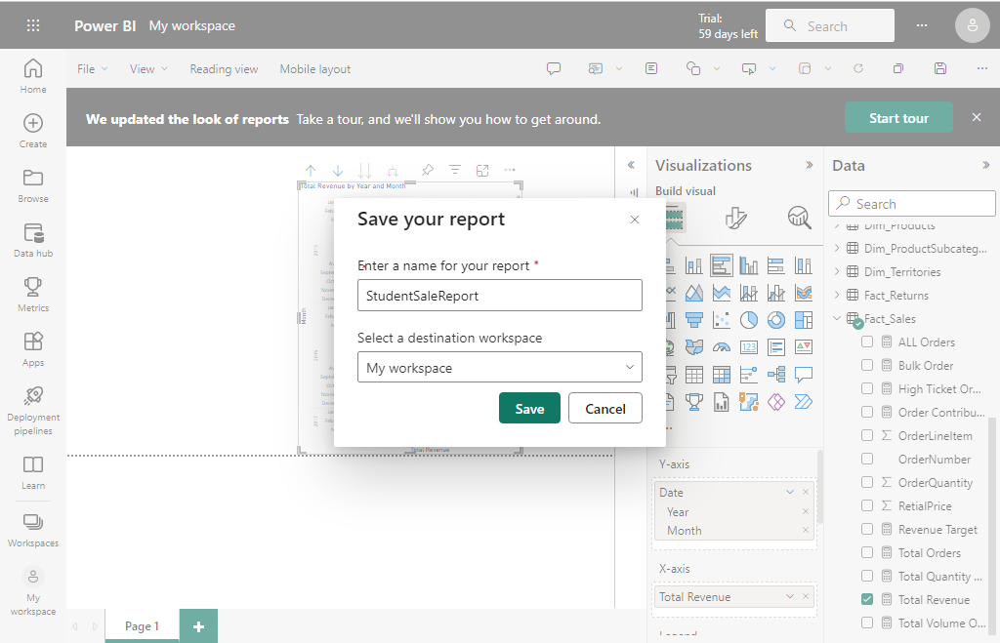 Power BI My workspace
Trial:
59 days left
Search
File View Reading view Mobile layout
Home
Create
Browse
Data hub
Metrics
Apps
Deployment
pipelines
Learn
Workspaces
My
workspace
We updated the look of reports Take a tour, and we'll show you how to get around.
Start tour
Total Revenue by Year and Month
Month
Total Revenue
Save your report
Enter a name for your report *
StudentSaleReport
Select a destination workspace
My workspace
Save Cancel
Visualizations
Build visual
123
Y-axis
Date
Year
Month
X-axis
Total Revenue
Legend
Data
Search
Dim_Products
Dim_ProductSubcateg...
Dim_Territories
Fact_Returns
Fact_Sales
ALL Orders
Bulk Order
High Ticket Or...
Order Contribu...
OrderLineItem
OrderNumber
OrderQuantity
RetialPrice
Revenue Target
Total Orders
Total Quantity ...
Total Revenue
Total Volume O...
Page 1